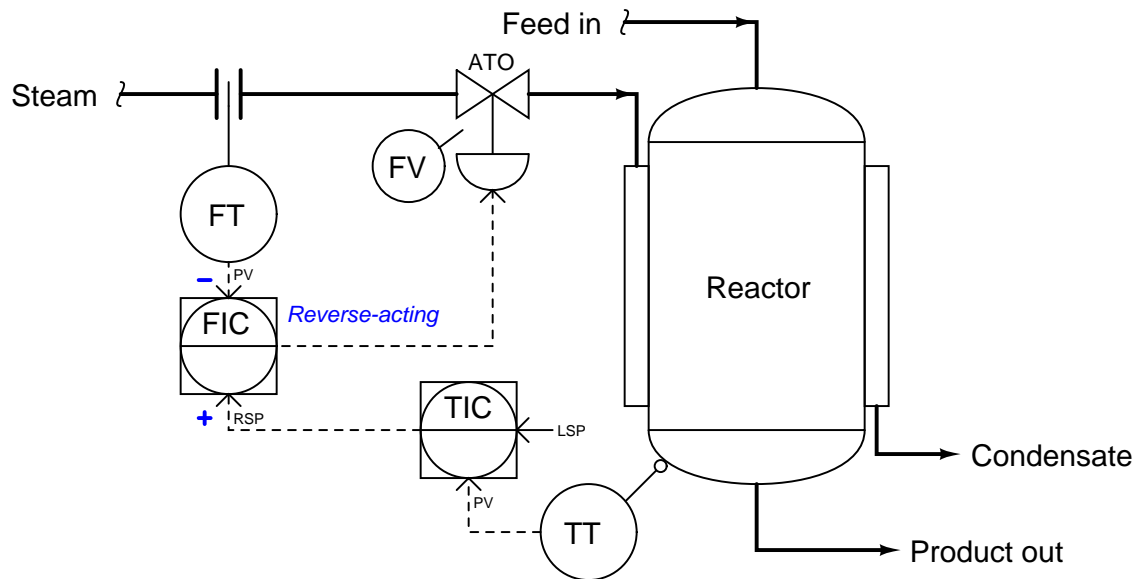 Feed in
ATO
Steam
FV
FT
− PV
Reactor
FIC
Reverse-acting
TIC
+ RSP
LSP
PV
Condensate
TT
Product out